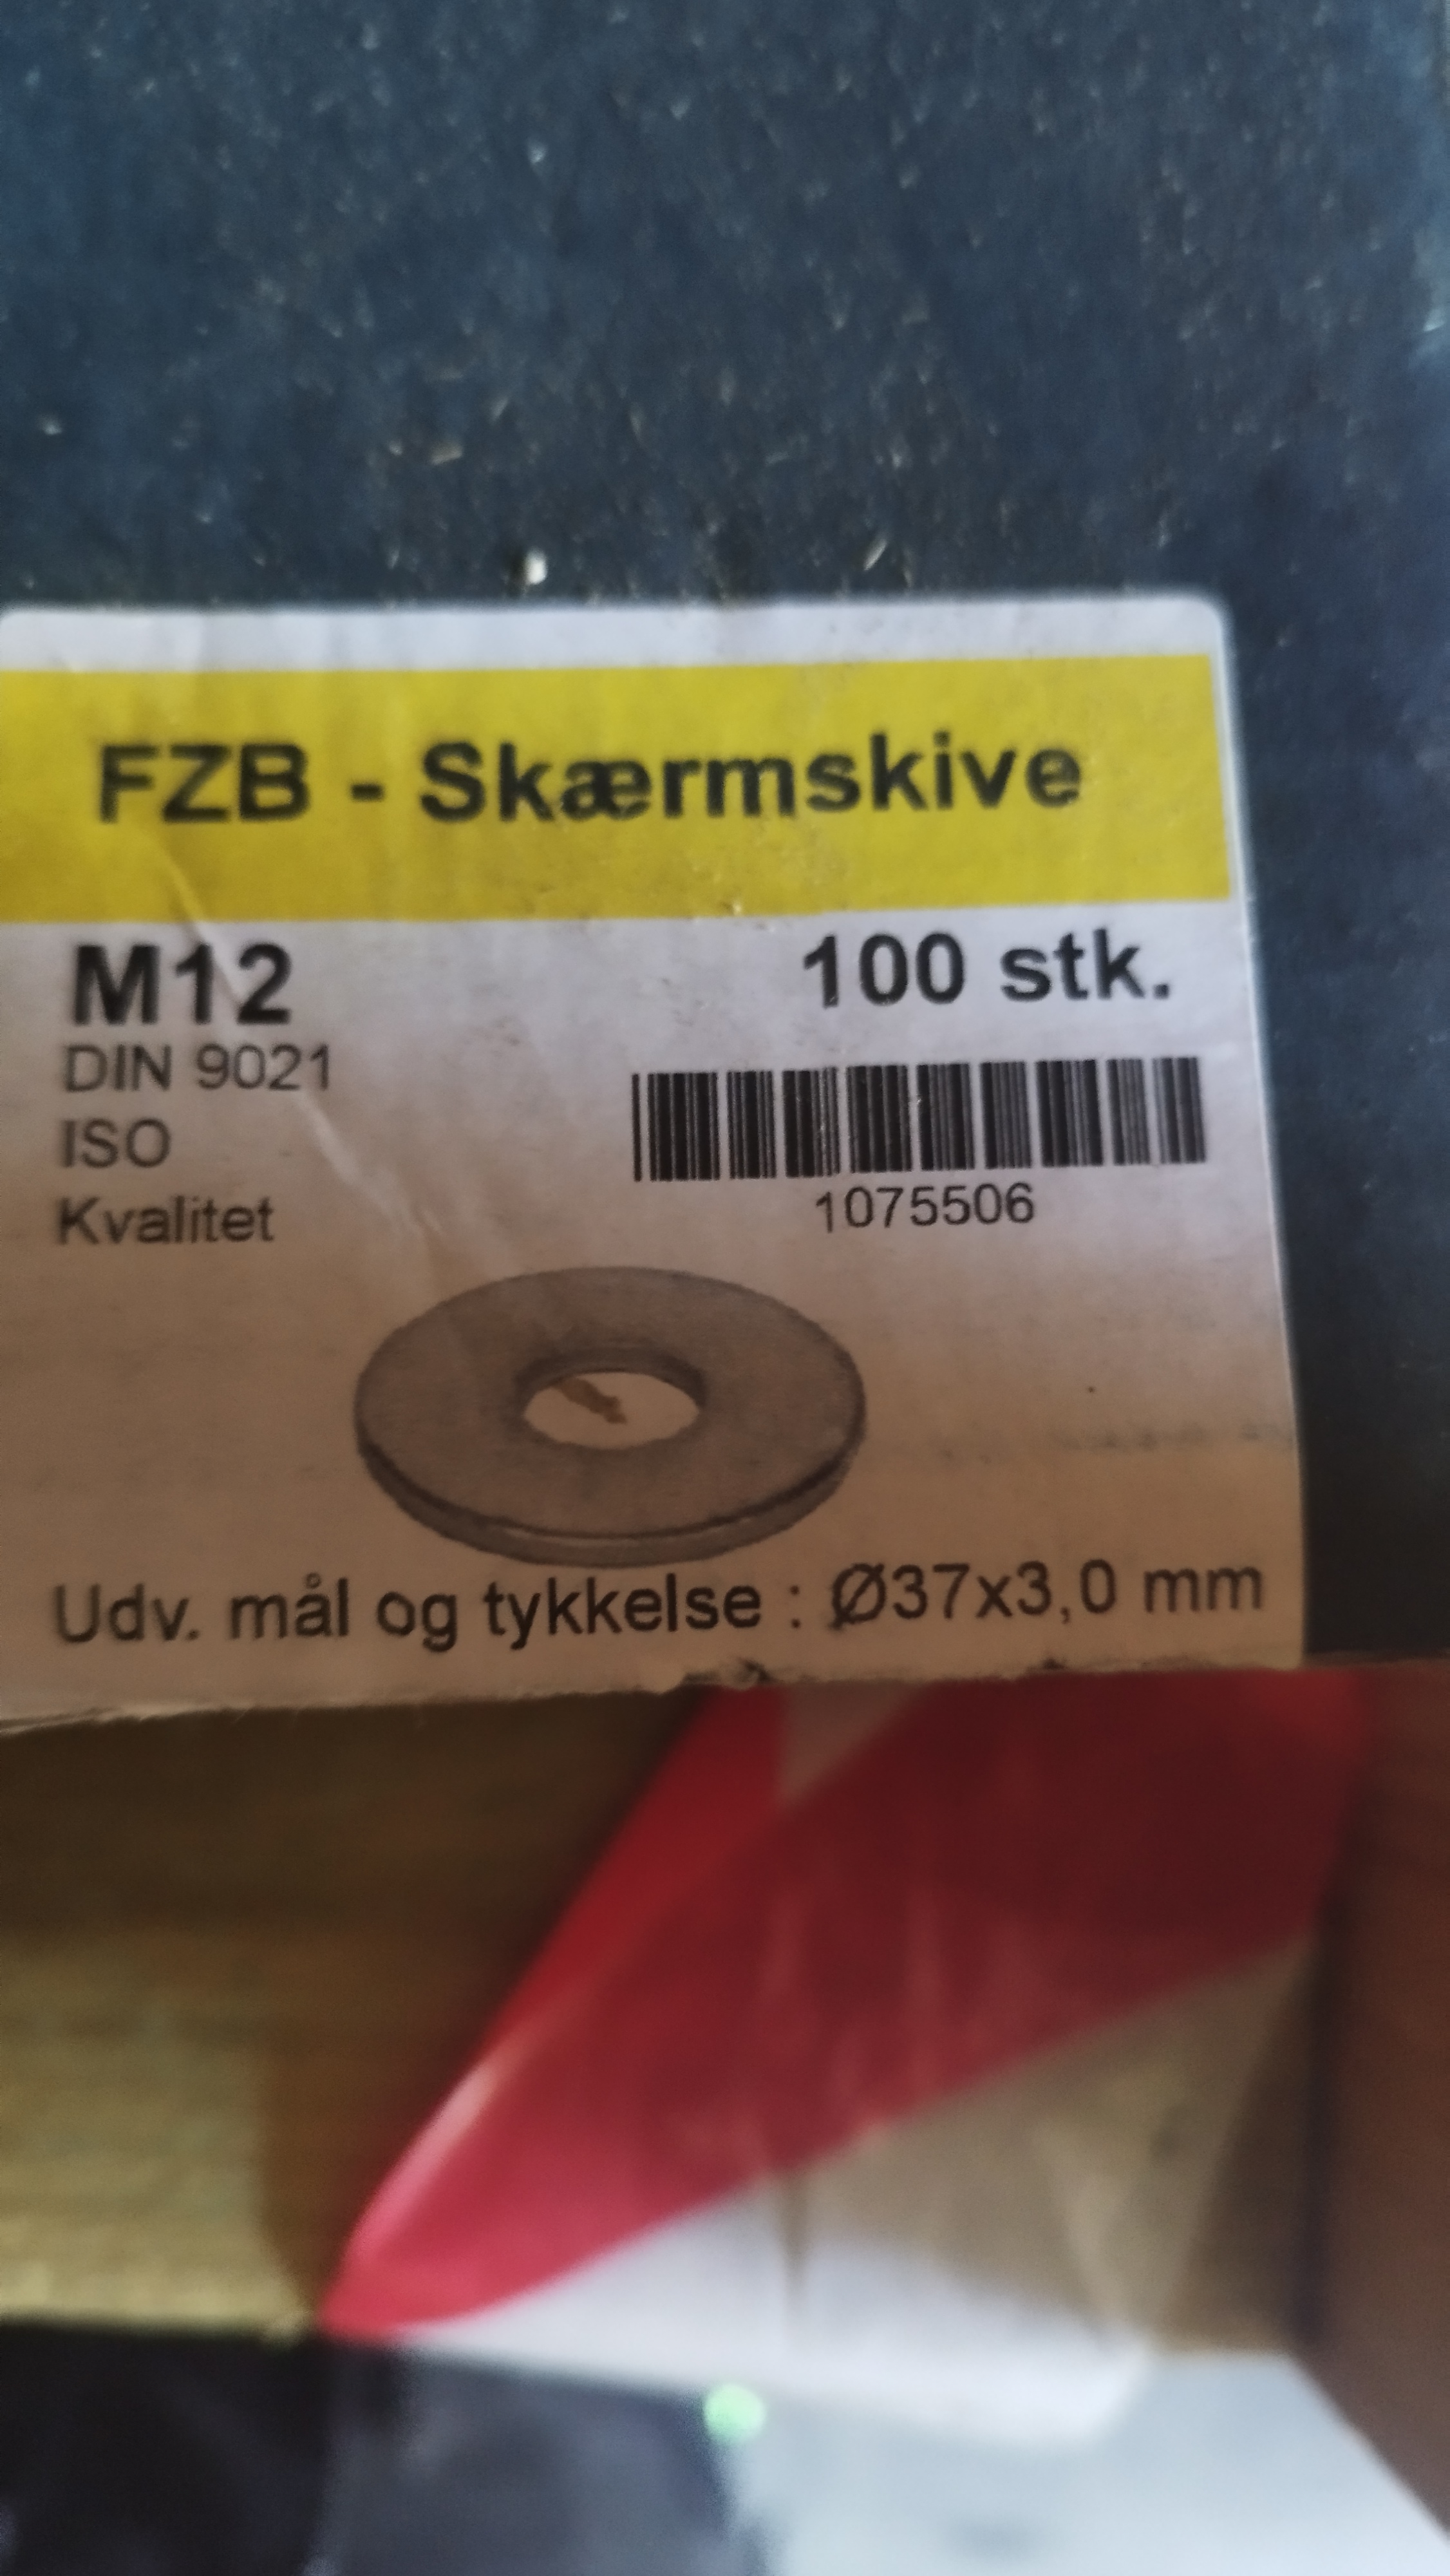 FZB - Skærmskive
M12 100 stk.
DIN 9021
ISO
Kvalitet
1075506
Udv. mål og tykkelse : Ø37x3,0 mm